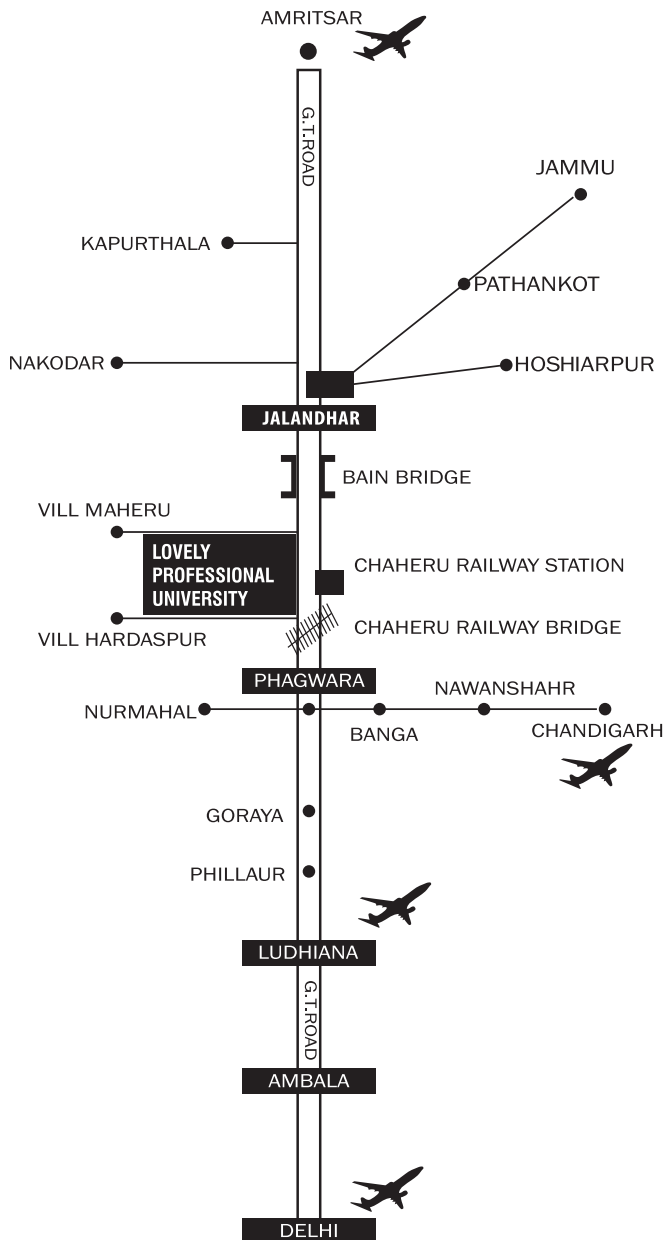 AMRITSAR
G.T.ROAD
JAMMU
KAPURTHALA
PATHANKOT
NAKODAR
HOSHIARPUR
JALANDHAR
BAIN BRIDGE
VILL MAHERU
LOVELY
PROFESSIONAL
UNIVERSITY
CHAHERU RAILWAY STATION
VILL HARDASPUR
CHAHERU RAILWAY BRIDGE
PHAGWARA
NURMAHAL
BANGA
NAWANSHAHR
CHANDIGARH
GORAYA
PHILLAUR
LUDHIANA
G.T.ROAD
AMBALA
DELHI